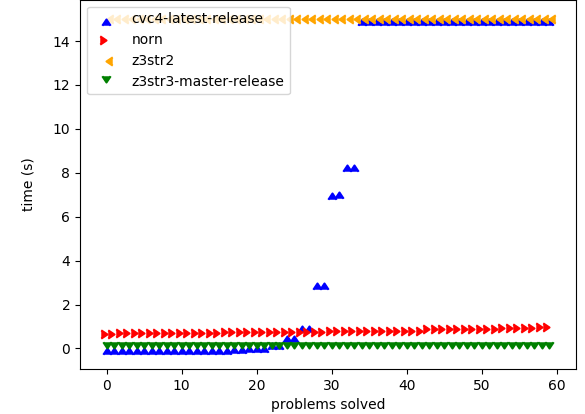 cvc4-latest-release
norn
z3str2
z3str3-master-release
time (s)
14
12
10
8
6
4
2
0
0 10 20 30 40 50 60
problems solved